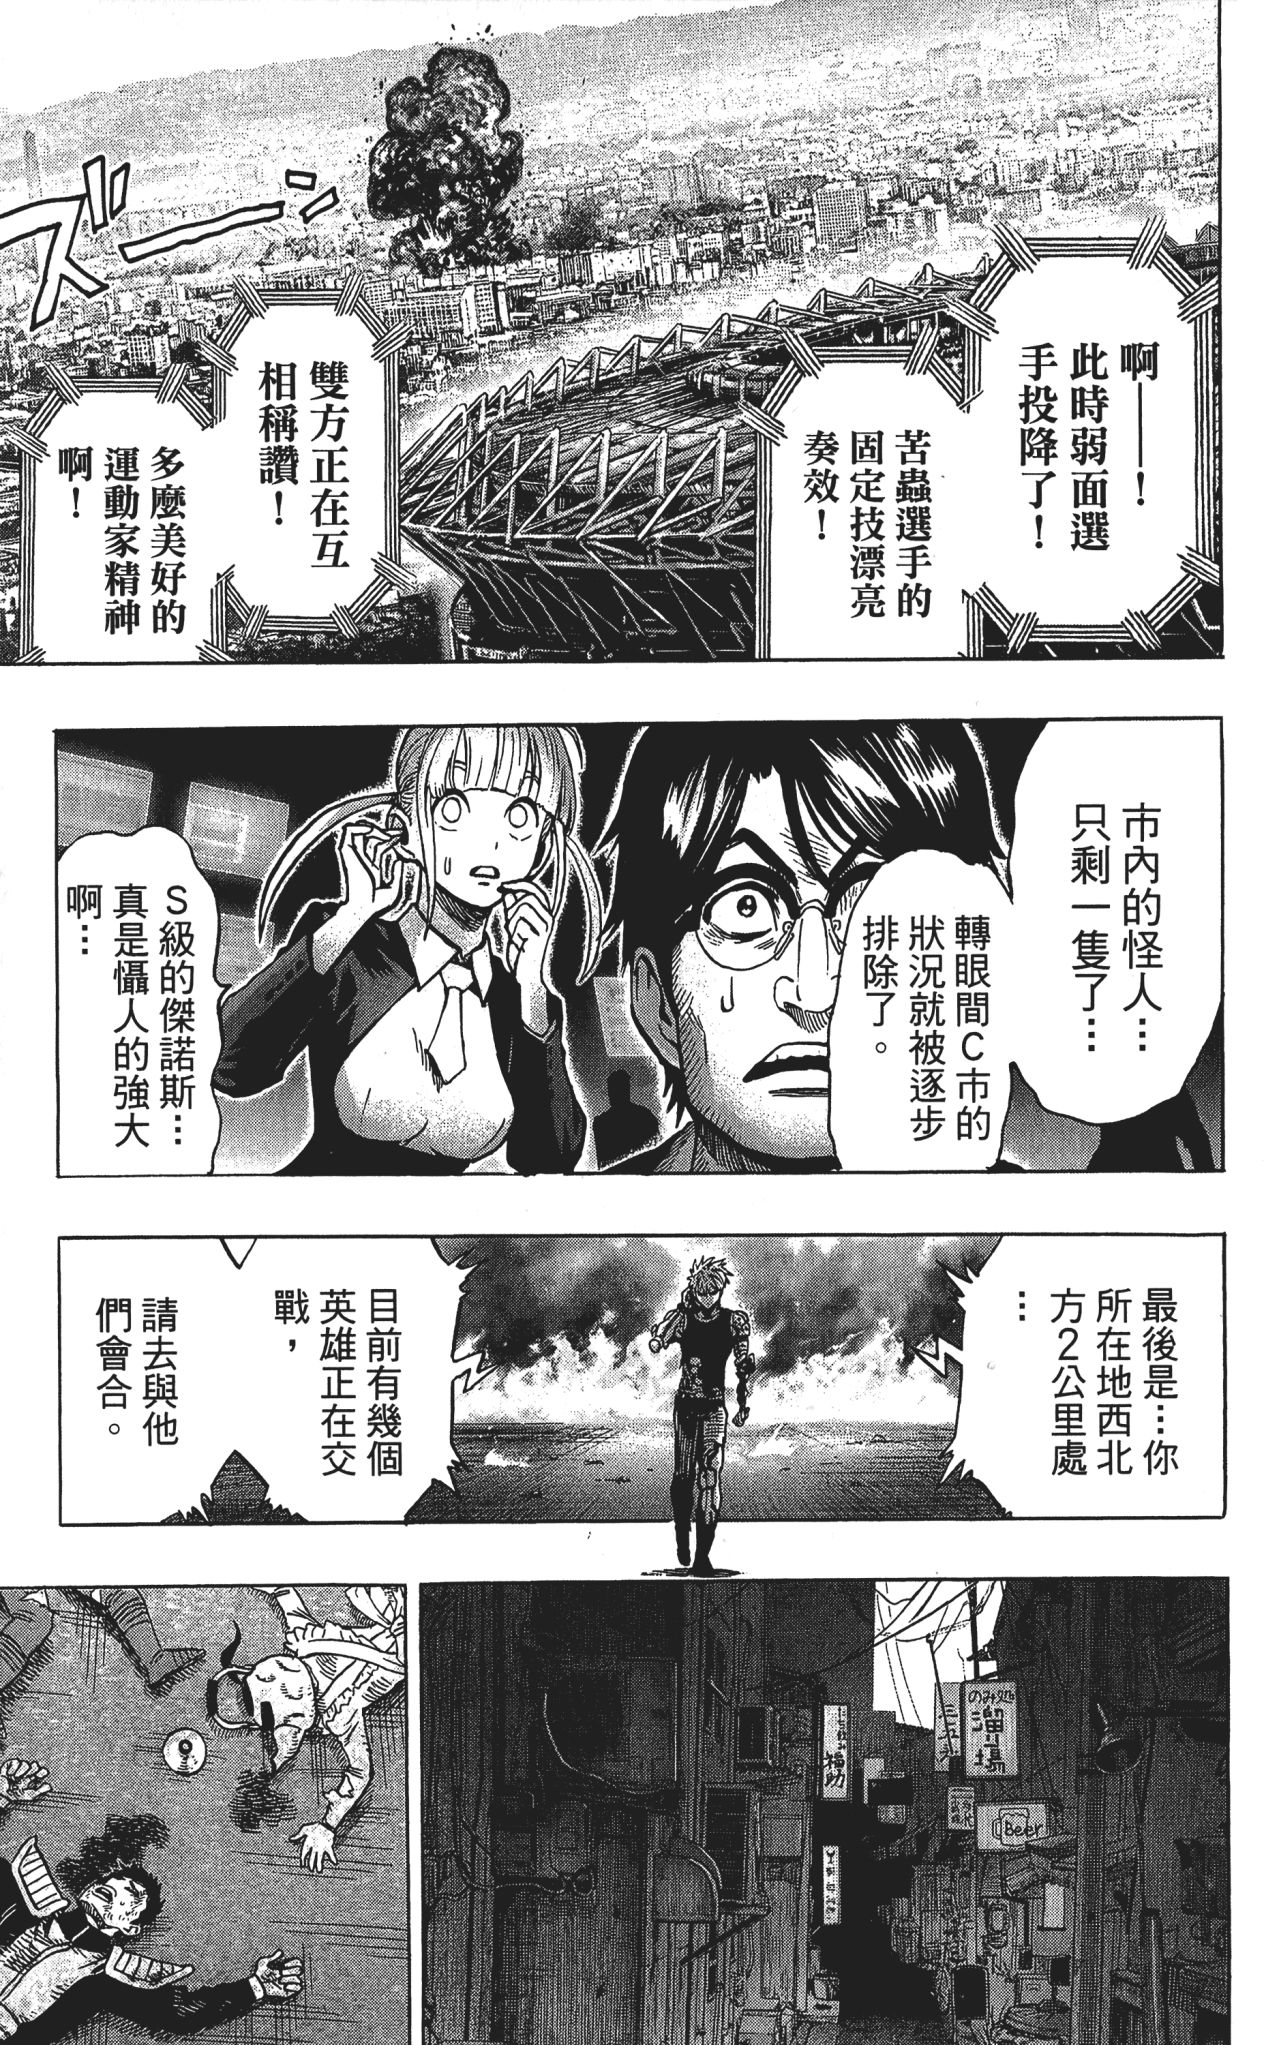 啊——！
此時弱面選
手投降了！
苦蟲選手的
固定技漂亮
奏效！
雙方正在互
相稱讚！
多麼美好的
運動家精神
啊！
ズーン
市內的怪人…
只剩一隻了…
轉眼間C市的
狀況就被逐步
排除了。
S級的傑諾斯…
真是懾人的強大
啊…
最後是…你
所在地西北
方2公里處
…
目前有幾個
英雄正在交
戰，
請去與他
們會合。
のみ処
溜場
Beer